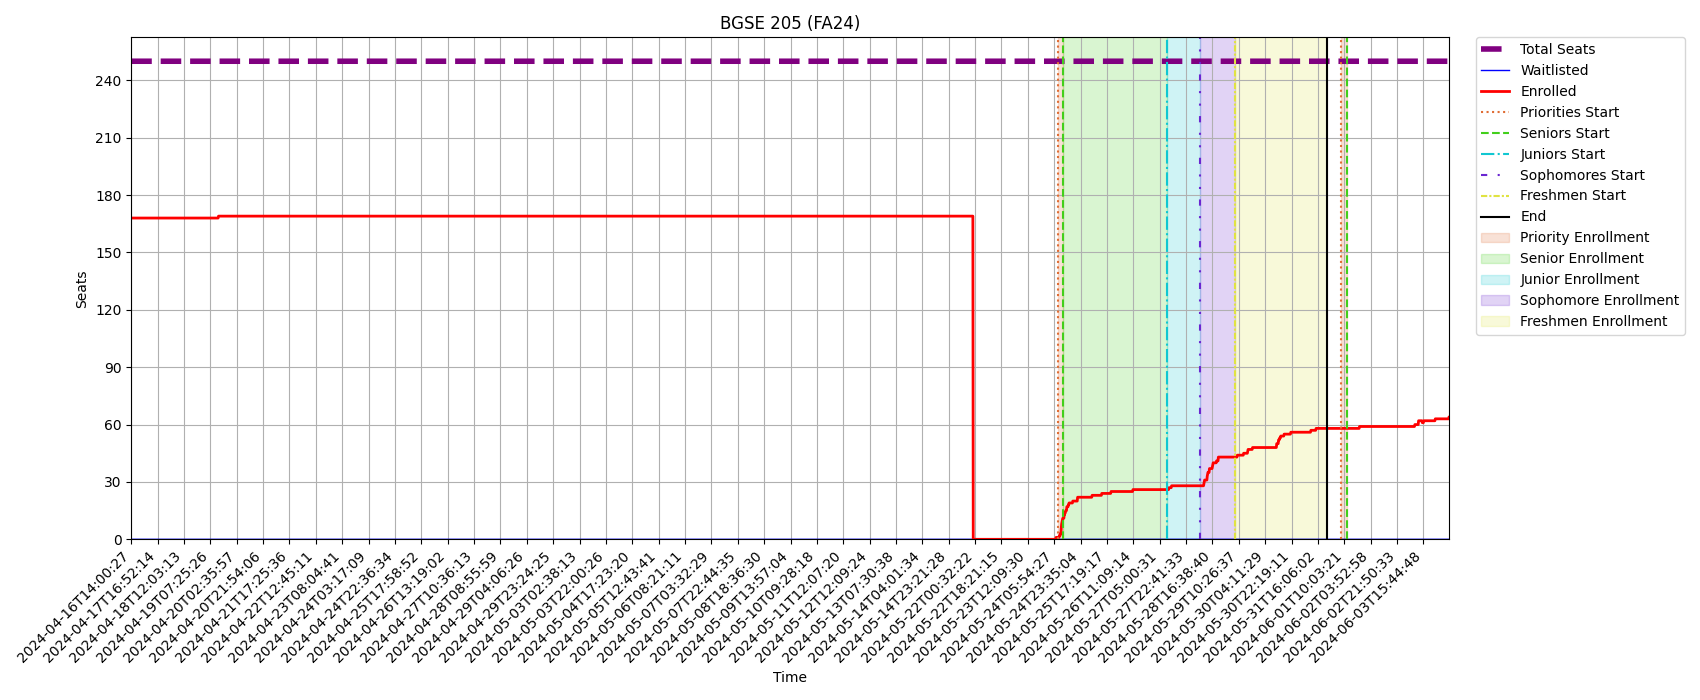 BGSE 205 (FA24)
Seats
240
210
180
150
120
90
60
30
0
2024-04-16T14:00:27
2024-04-17T16:52:14
2024-04-18T12:03:13
2024-04-19T07:25:26
2024-04-20T02:35:57
2024-04-20T21:54:06
2024-04-21T17:25:36
2024-04-22T12:45:11
2024-04-23T08:04:41
2024-04-24T03:17:09
2024-04-24T22:36:34
2024-04-25T17:58:52
2024-04-26T13:19:02
2024-04-27T10:36:13
2024-04-28T08:55:59
2024-04-29T04:06:26
2024-04-29T23:24:25
2024-05-03T02:38:13
2024-05-03T22:00:26
2024-05-04T17:23:20
2024-05-05T12:43:41
2024-05-06T08:21:11
2024-05-07T03:32:29
2024-05-07T22:44:35
2024-05-08T18:36:30
2024-05-09T13:57:04
2024-05-10T09:28:18
2024-05-11T12:07:20
2024-05-12T12:09:24
2024-05-13T07:30:38
2024-05-14T04:01:34
2024-05-14T23:21:28
2024-05-22T00:32:22
2024-05-22T18:21:15
2024-05-23T12:09:30
2024-05-24T05:54:27
2024-05-24T23:35:04
2024-05-25T17:19:17
2024-05-26T11:09:14
2024-05-27T05:00:31
2024-05-27T22:41:33
2024-05-28T16:38:40
2024-05-29T10:26:37
2024-05-30T04:11:29
2024-05-30T22:19:11
2024-05-31T16:06:02
2024-06-01T10:03:21
2024-06-02T03:52:58
2024-06-02T21:50:33
2024-06-03T15:44:48
Time
Total Seats
Waitlisted
Enrolled
Priorities Start
Seniors Start
Juniors Start
Sophomores Start
Freshmen Start
End
Priority Enrollment
Senior Enrollment
Junior Enrollment
Sophomore Enrollment
Freshmen Enrollment